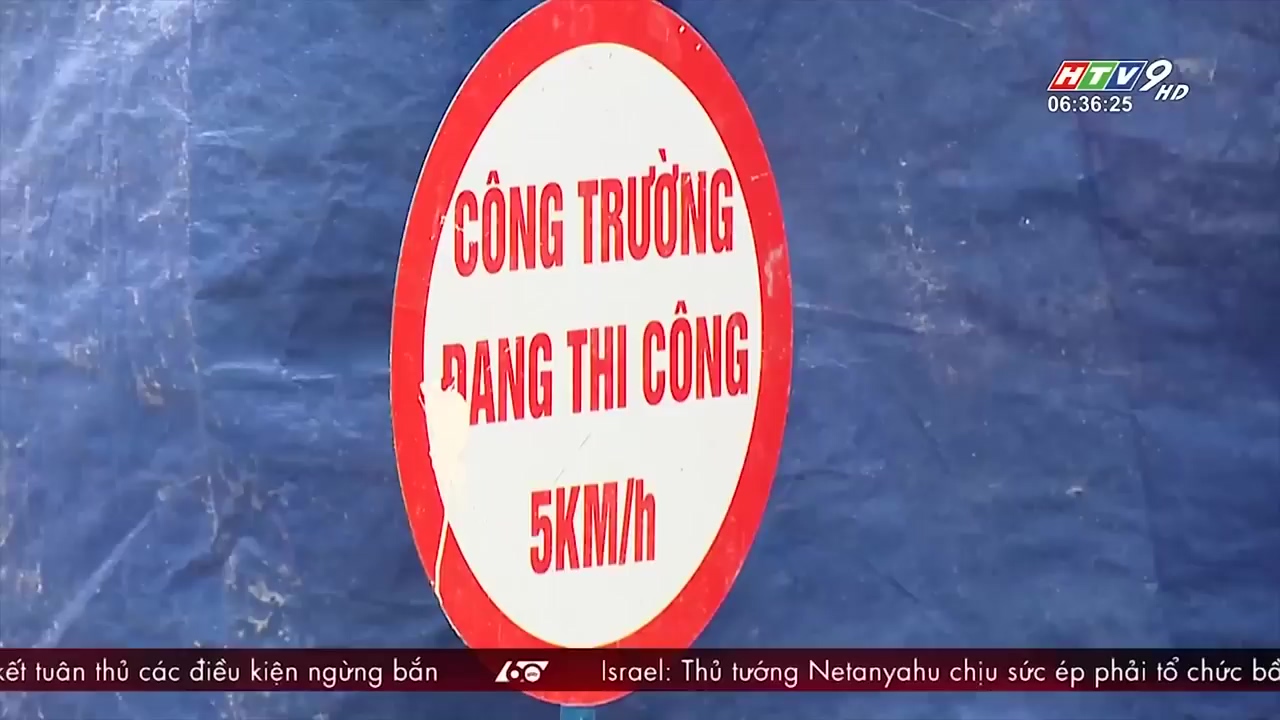 HTV9 HD
06:36:25
CÔNG TRƯỜNG
ĐANG THI CÔNG
5KM/h
kết tuân thủ các điều kiện ngừng bắn
Israel: Thủ tướng Netanyahu chịu sức ép phải tổ chức